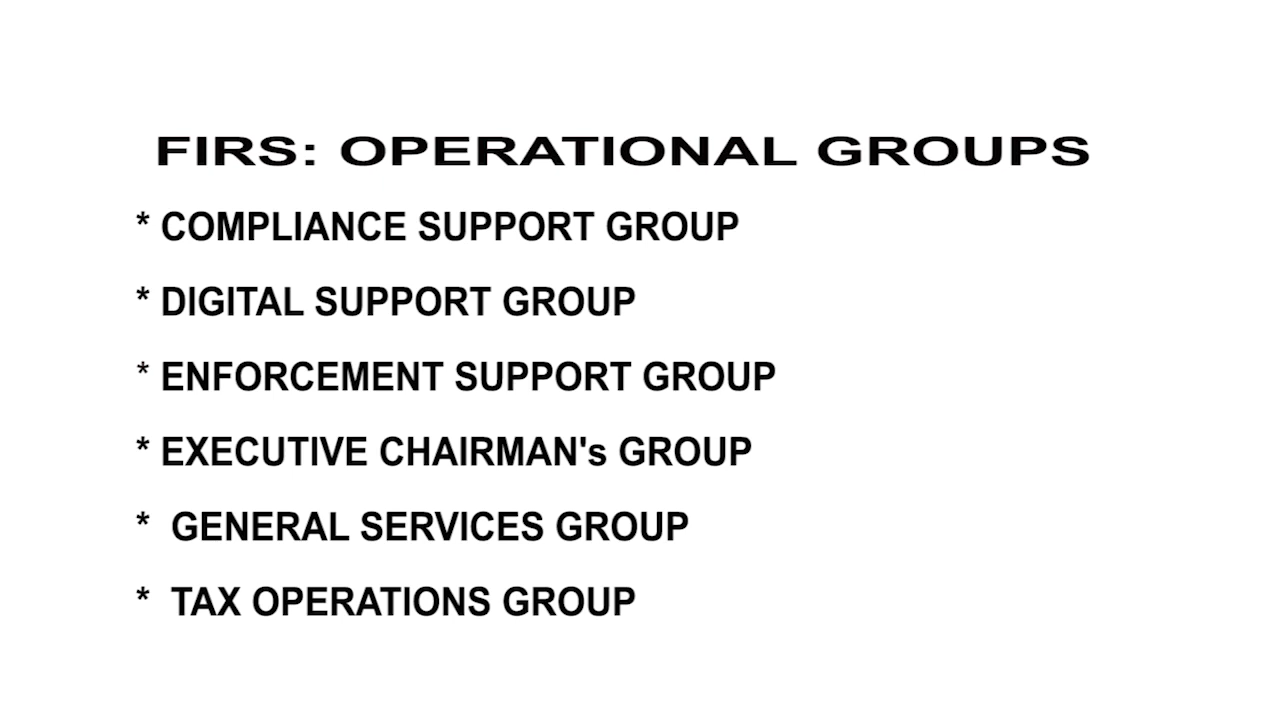 FIRS: OPERATIONAL GROUPS
* COMPLIANCE SUPPORT GROUP
* DIGITAL SUPPORT GROUP
* ENFORCEMENT SUPPORT GROUP
* EXECUTIVE CHAIRMAN's GROUP
* GENERAL SERVICES GROUP
* TAX OPERATIONS GROUP